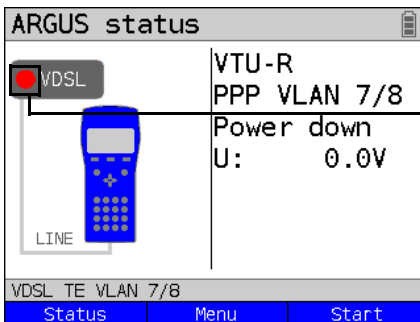 ARGUS status
VDSL
VTU-R
PPP VLAN 7/8
Power down
U: 0.0V
LINE
VDSL TE VLAN 7/8
Status Menu Start